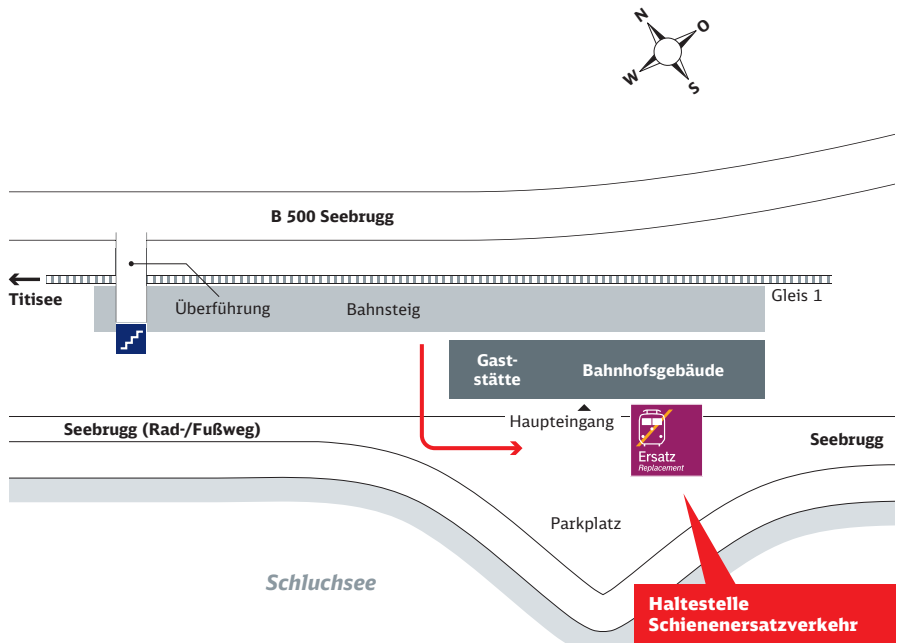 N
O
W
S
B 500 Seebrugg
Titisee
Gleis 1
Überführung
Bahnsteig
Gast-
stätte
Bahnhofsgebäude
Haupteingang
Seebrugg (Rad-/Fußweg)
Ersatz
Replacement
Seebrugg
Parkplatz
Schluchsee
Haltestelle
Schienenersatzverkehr